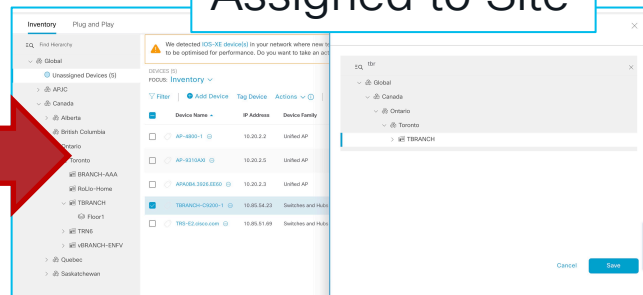 Assigned to Site
Inventory
Plug and Play
Find Hierarchy
Global
Unassigned Devices (5)
APJC
Canada
Alberta
British Columbia
Ontario
Toronto
BRANCH-AAA
RoLlo-Home
TBRANCH
Floor1
TRN6
vBRANCH-ENFV
Quebec
Saskatchewan
We detected IOS-XE device(s) in your network where new te
to be optimised for performance. Do you want to take an act
DEVICES (5)
FOCUS: Inventory
Filter
Add Device
Tag Device
Actions
Device Name
IP Address
Device Family
AP-4800-1 10.20.2.2 Unified AP
AP-9310AXI 10.20.2.5 Unified AP
APA0B4.3928.EE60 10.20.2.3 Unified AP
TBRANCH-C9200-1 10.85.54.23 Switches and Hubs
TRS-E2.cisco.com 10.85.51.69 Switches and Hubs
tbr
Global
Canada
Ontario
Toronto
TBRANCH
Cancel
Save